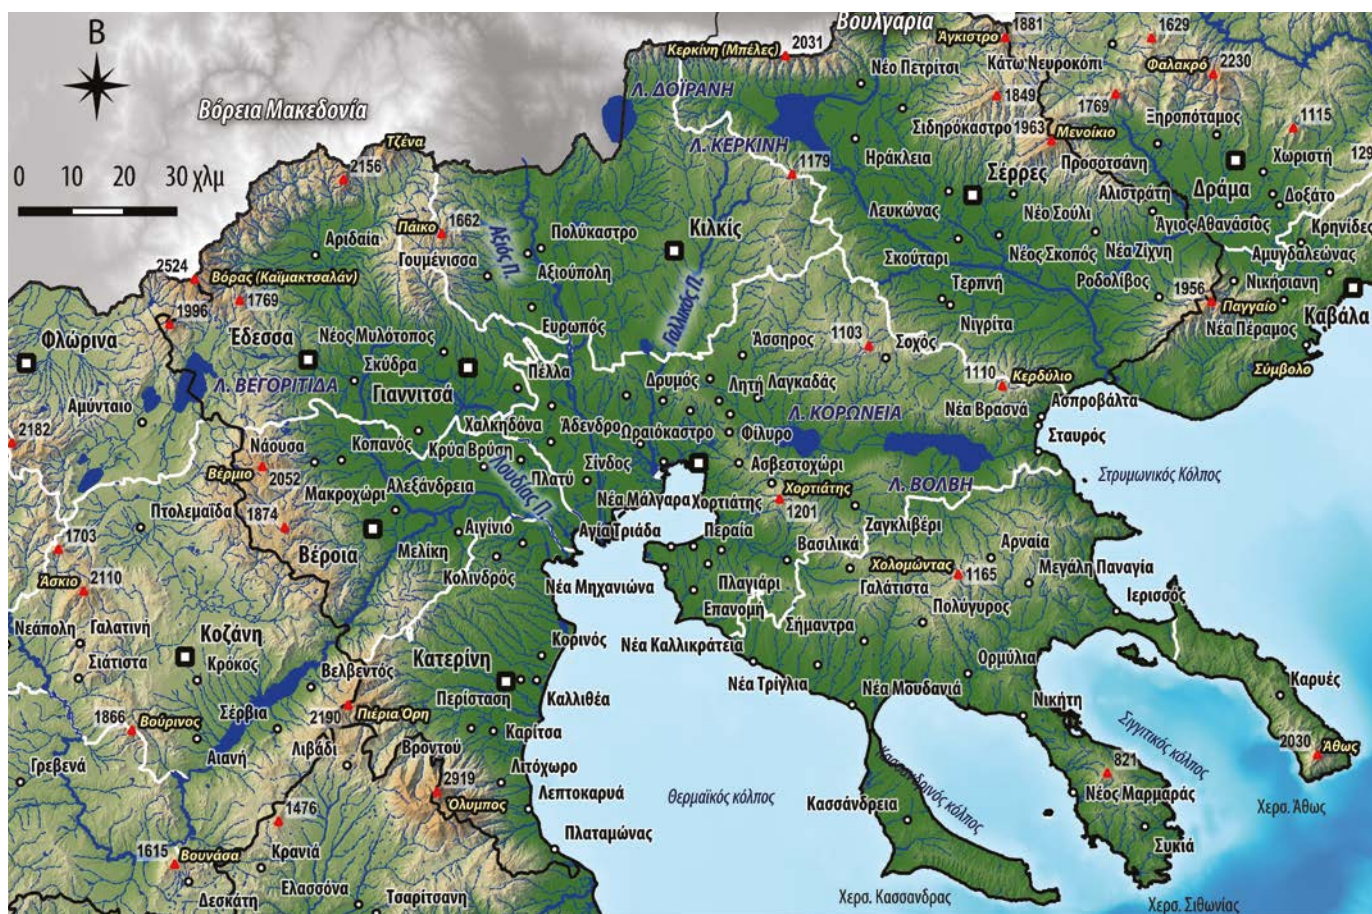 Β
Βόρεια Μακεδονία
Βουλγαρία
0 10 20 30 χλμ
Κερκίνη (Μπέλες)
2031
Άγκιστρο
1881
1629
Κάτω Νευροκόπι
Φαλακρό
2230
Νέο Πετρίτσι
Λ. ΔΟΪΡΑΝΗ
1849
1769
Ξηροπόταμος
1115
Σιδηρόκαστρο
1963
Μενοίκιο
Τζένα
2156
Λ. ΚΕΡΚΙΝΗ
1179
Ηράκλεια
Προσοτσάνη
Χωριστή
129
Σέρρες
Αλιστράτη
Δράμα
Δοξάτο
Πάικο
1662
Αξιός Π.
Πολύκαστρο
Κιλκίς
Λευκώνας
Νέο Σούλι
Άγιος Αθανάσιος
Κρηνίδες
Αριδαία
Γουμένισσα
Αξιούπολη
Σκούταρι
Νέος Σκοπός
Νέα Ζίχνη
Αμυγδαλεώνας
2524
Βόρας (Καϊμακτσαλάν)
1769
1996
Γαλλικός Π.
Τερπνή
Ροδολίβος
Νικήσιανη
1956
Παγγαίο
Καβάλα
Φλώρινα
Έδεσσα
Νέος Μυλότοπος
Ευρωπός
Νιγρίτα
Νέα Πέραμος
Σκύδρα
Πέλλα
Άσσηρος
1103
Σοχός
Σύμβολο
Λ. ΒΕΓΟΡΙΤΙΔΑ
Γιαννιτσά
Δρυμός
Λητή
Λαγκαδάς
1110
Κερδύλιο
Αμύνταιο
Νέα Βρασνά
Ασπροβάλτα
2182
Χαλκηδόνα
Άδενδρο
Ωραιόκαστρο
Λ. ΚΟΡΩΝΕΙΑ
Φίλυρο
Σταυρός
Νάουσα
Κοπανός
Κρύα Βρύση
Βέρμιο
2052
Λουδίας Π.
Πλατύ
Σίνδος
Ασβεστοχώρι
Λ. ΒΟΛΒΗ
Στρυμωνικός Κόλπος
Μακροχώρι
Αλεξάνδρεια
Νέα Μάλγαρα
Χορτιάτης
Χορτιάτης
1201
Πτολεμαΐδα
1874
Βέροια
Αιγίνιο
Αγία Τριάδα
Περαία
Ζαγκλιβέρι
1703
Μελίκη
Βασιλικά
Αρναία
Άσκιο
2110
Κολινδρός
Νέα Μηχανιώνα
Πλαγιάρι
Χολομώντας
1165
Γαλάτιστα
Μεγάλη Παναγία
Νεάπολη
Γαλατινή
Επανομή
Σήμαντρα
Πολύγυρος
Ιερισσός
Κοζάνη
Κορινός
Νέα Καλλικράτεια
Σιάτιστα
Κρόκος
Βελβεντός
Κατερίνη
Ορμύλια
Περίσταση
Καλλιθέα
Νέα Τρίγλια
Νέα Μουδανιά
Νικήτη
Καρυές
1866
Βούρινος
Σέρβια
2190
Πιέρια Όρη
Καρίτσα
Σιγγιτικός κόλπος
Αιανή
Λιβάδι
Βροντού
Λιτόχωρο
Κασσανδρινός κόλπος
2030
Άθως
Γρεβενά
2919
Όλυμπος
Λεπτοκαρυά
Θερμαϊκός κόλπος
Κασσάνδρεια
821
Νέος Μαρμαράς
Χερσ. Άθως
1476
Πλαταμώνας
1615
Βουνάσα
Κρανιά
Συκιά
Δεσκάτη
Ελασσόνα
Τσαρίτσανη
Χερσ. Κασσανδρας
Χερσ. Σιθωνίας